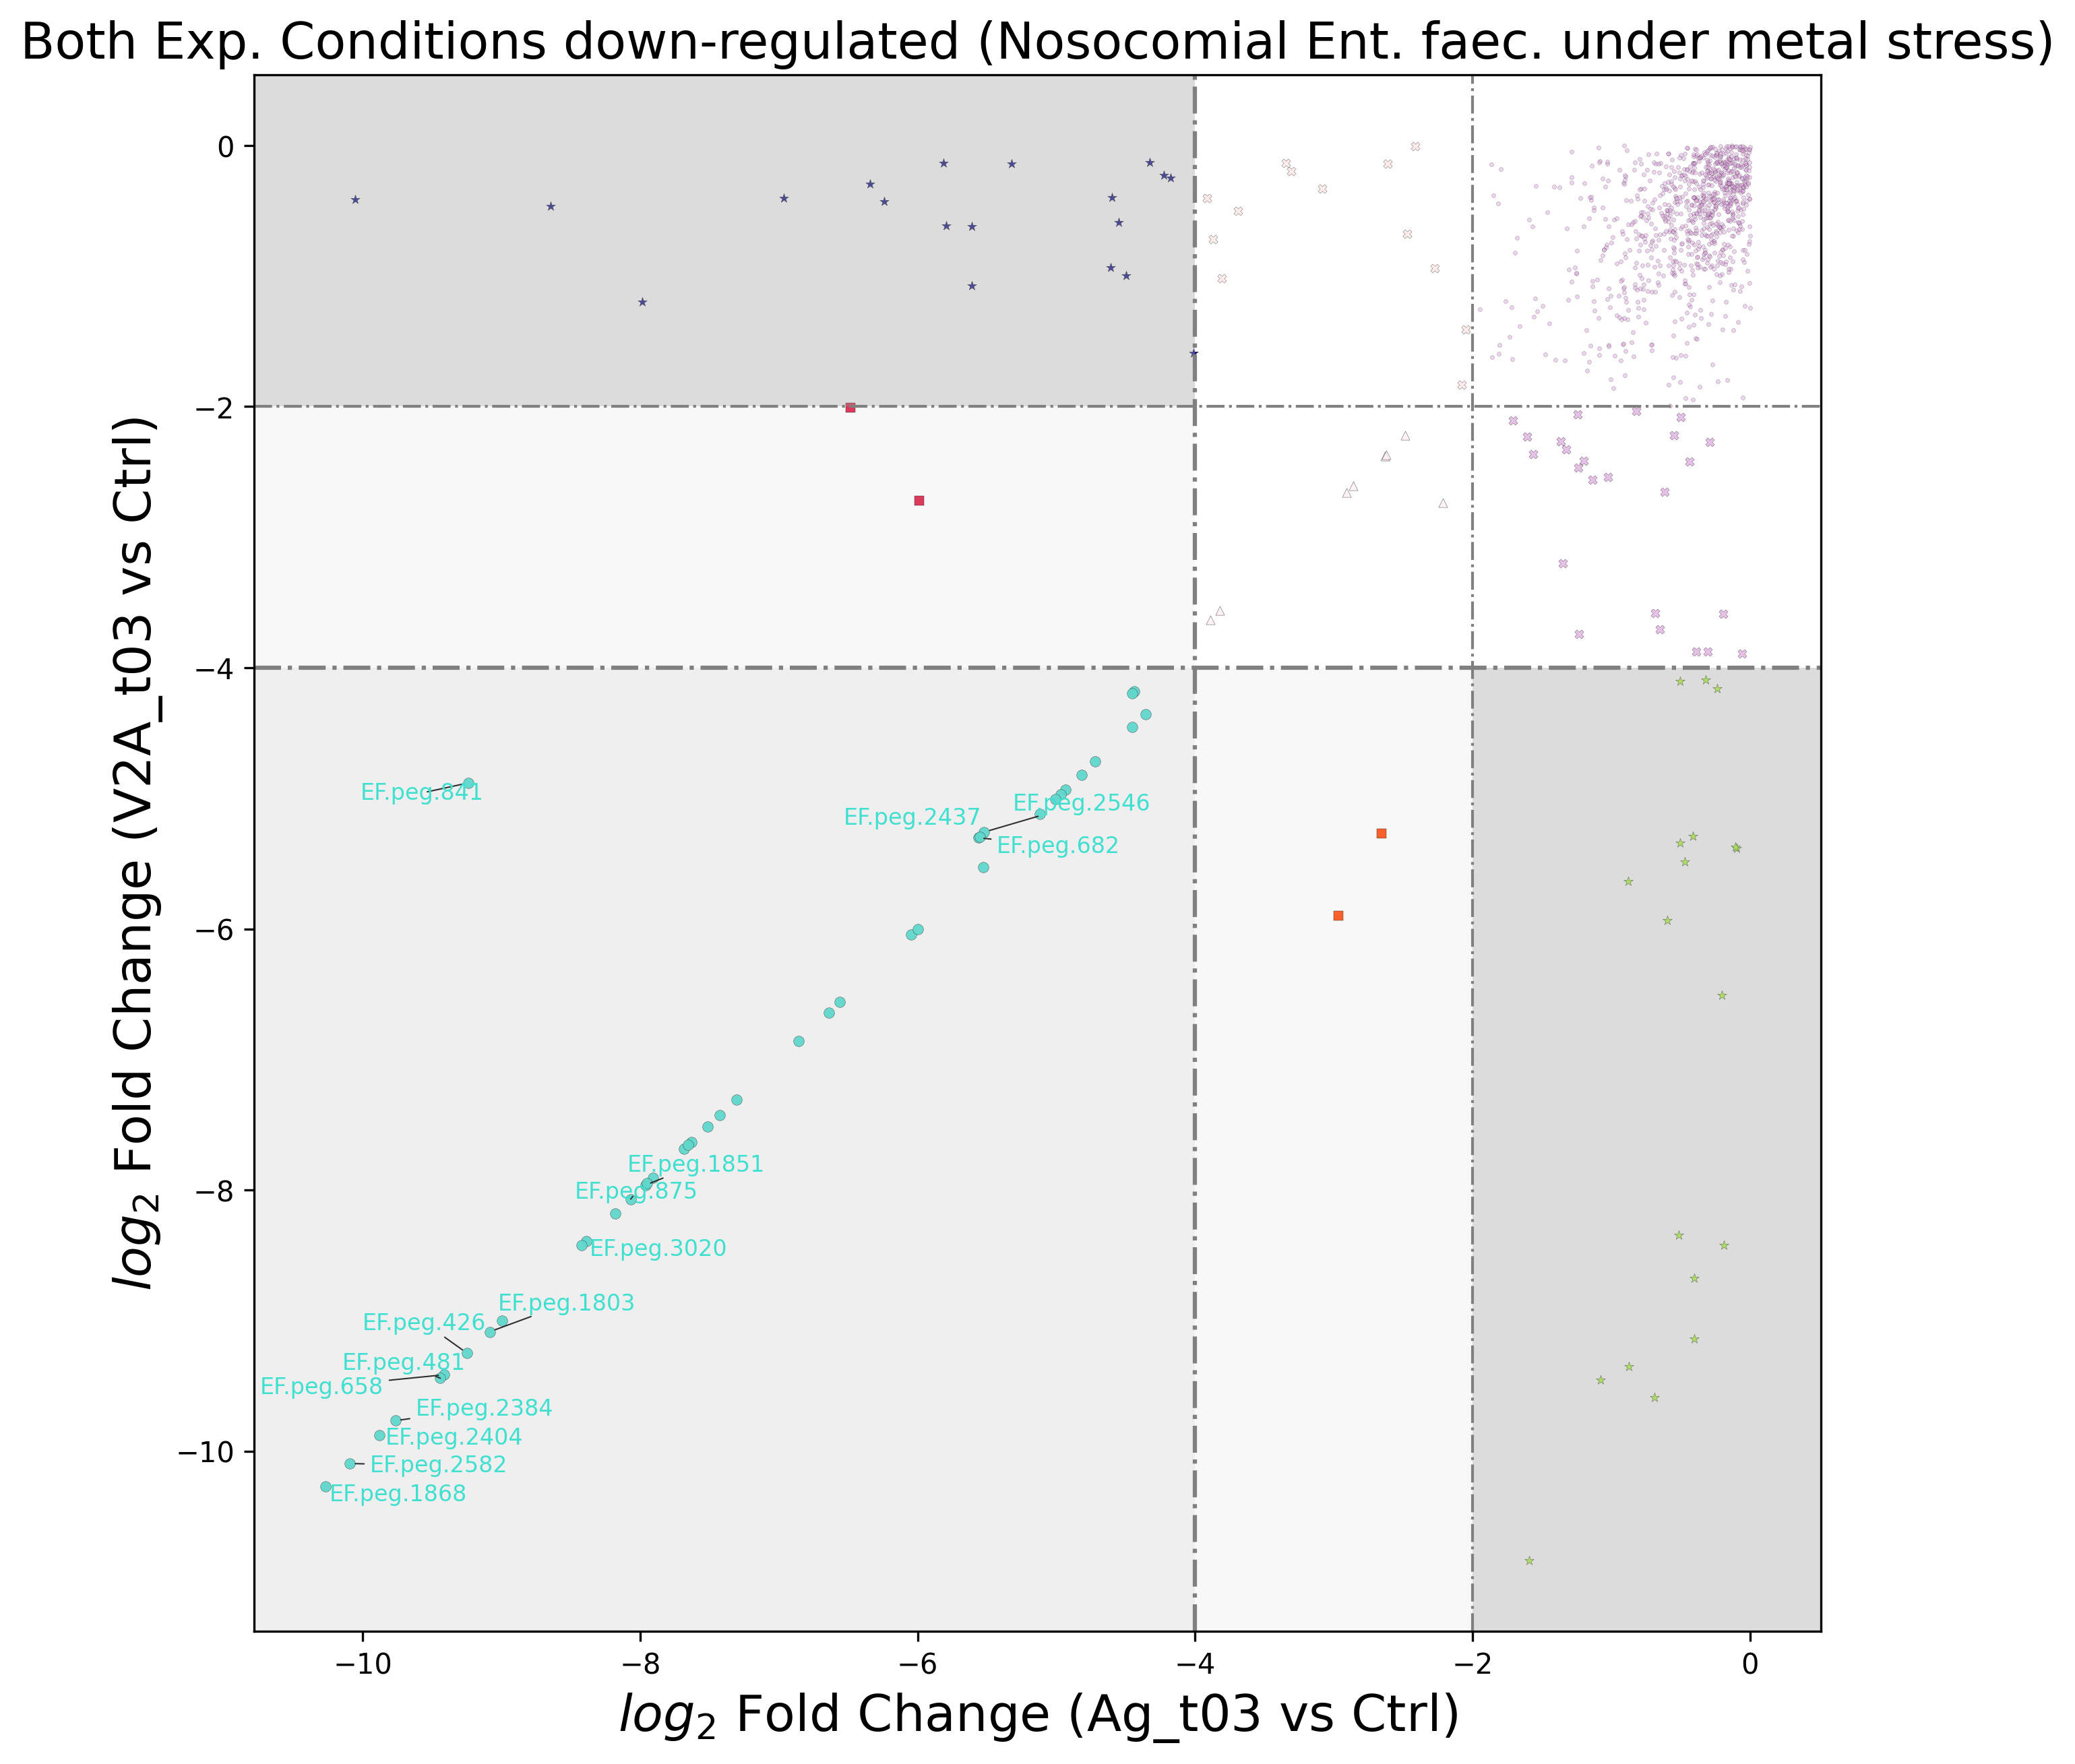 Both Exp. Conditions down-regulated (Nosocomial Ent. faec. under metal stress)
log2 Fold Change (V2A_t03 vs Ctrl)
0
−2
−4
−6
−8
−10
EF.peg.841
EF.peg.2546
EF.peg.2437
EF.peg.682
EF.peg.1851
EF.peg.875
EF.peg.3020
EF.peg.1803
EF.peg.426
EF.peg.481
EF.peg.658
EF.peg.2384
EF.peg.2404
EF.peg.2582
EF.peg.1868
−10
−8
−6
−4
−2
0
log2 Fold Change (Ag_t03 vs Ctrl)